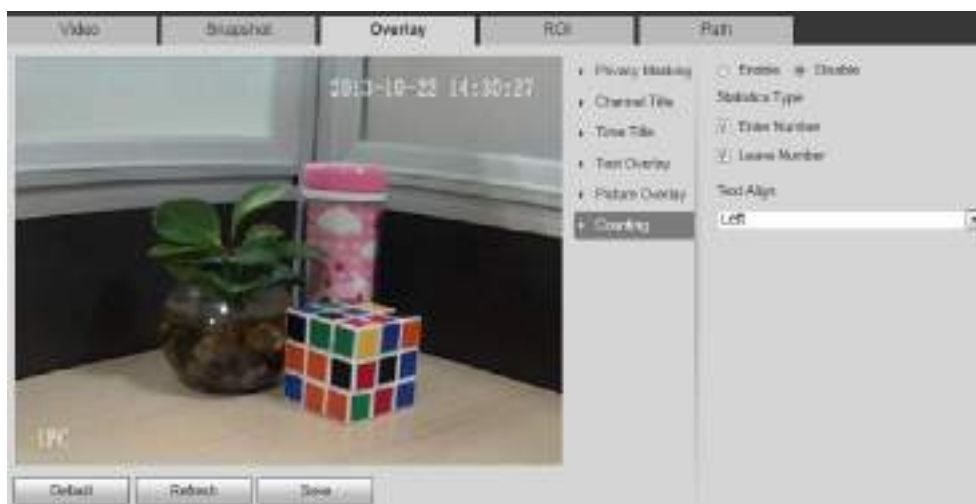 Video
Snapshot
Overlay
ROI
Path
2013-10-22 14:30:27
IPC
Privacy Masking
Channel Title
Time Title
Text Overlay
Picture Overlay
Counting
Enable
Disable
Statistics Type
Enter Number
Leave Number
Text Align
Left
Default
Refresh
Save